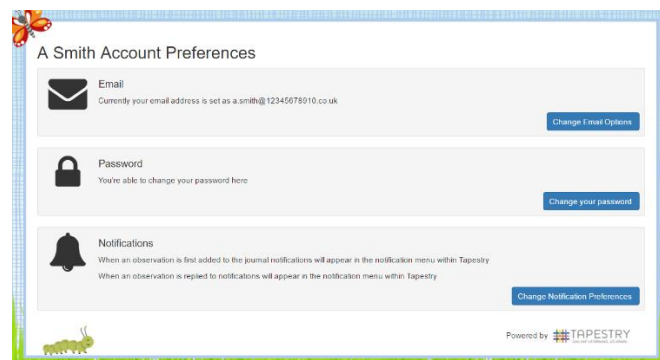 A Smith Account Preferences
Email
Currently your email address is set as a.smith@12345678910.co.uk
Change Email Options
Password
You're able to change your password here
Change your password
Notifications
When an observation is first added to the journal notifications will appear in the notification menu within Tapestry
When an observation is replied to notifications will appear in the notification menu within Tapestry
Change Notification Preferences
Powered by TAPESTRY